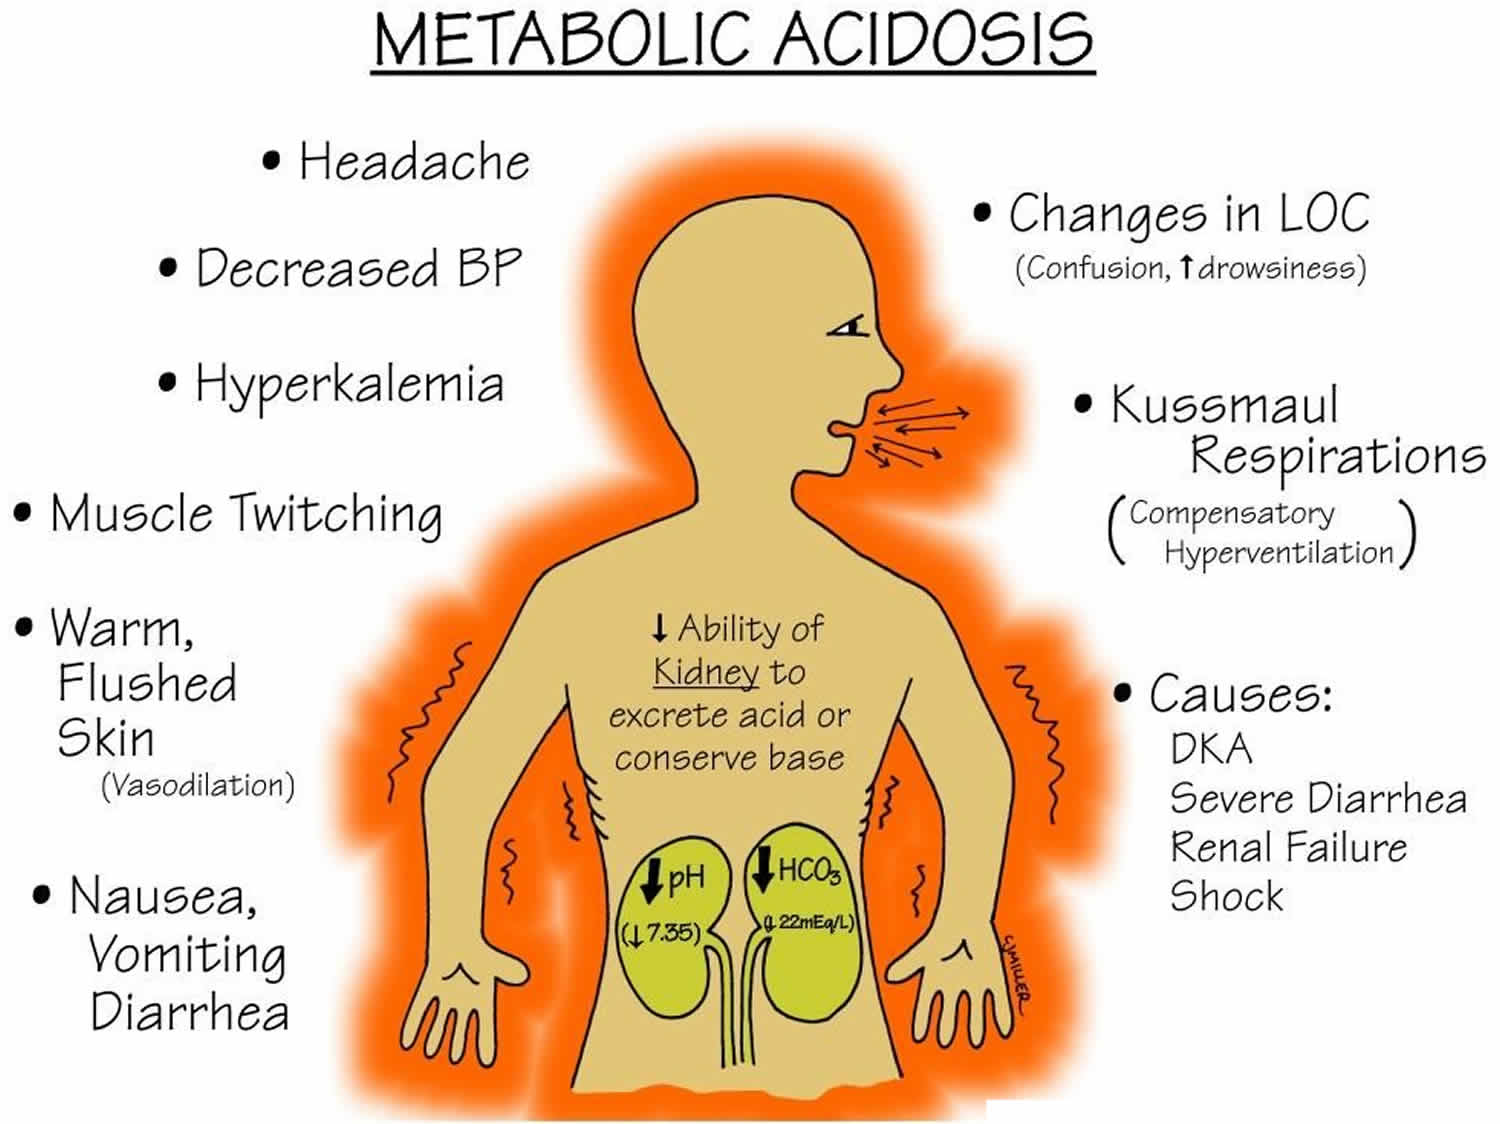 METABOLIC ACIDOSIS
• Headache
• Decreased BP
• Hyperkalemia
• Muscle Twitching
• Warm,
Flushed
Skin
(Vasodilation)
• Nausea,
Vomiting
Diarrhea
• Changes in LOC
(Confusion, ↑drowsiness)
• Kussmaul
Respirations
(Compensatory
Hyperventilation)
• Causes:
DKA
Severe Diarrhea
Renal Failure
Shock
↓ Ability of
Kidney to
excrete acid or
conserve base
↓pH
(↓7.35)
↓HCO₃
(↓22mEq/L)
CJMILLER